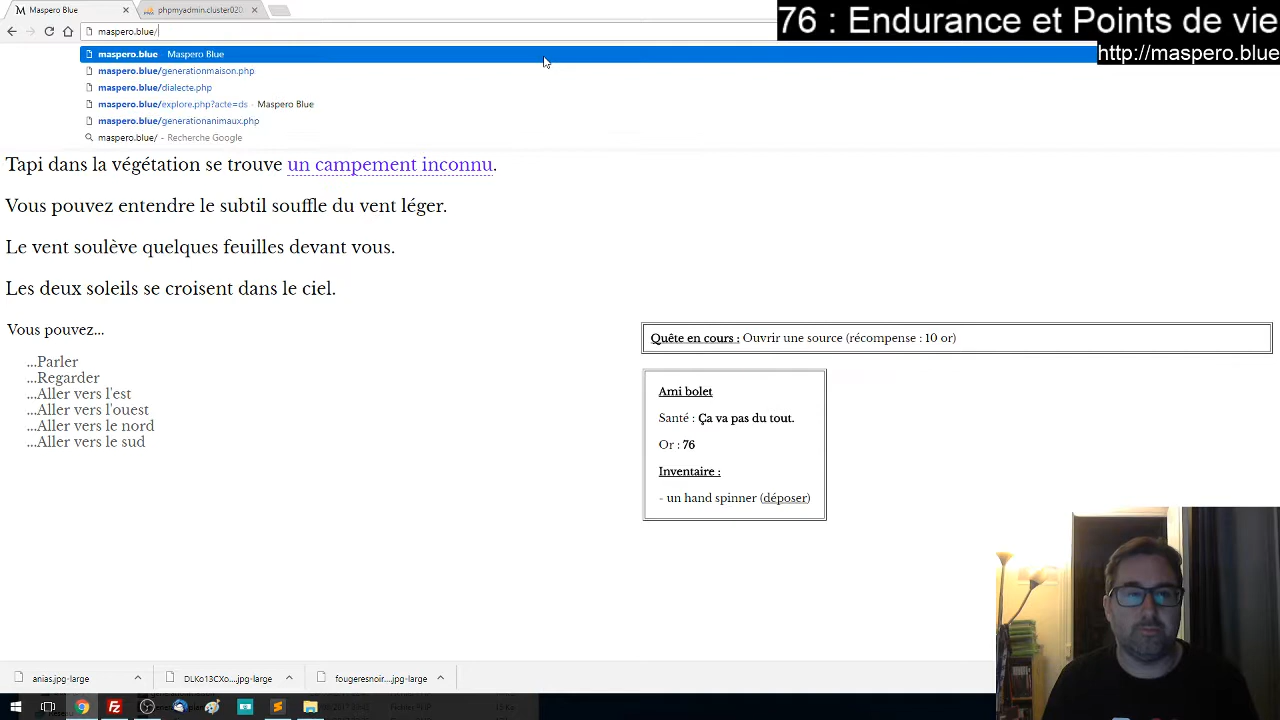 Maspero Blue
phpmyadmin.cluster020.
76 : Endurance et Points de vie
maspero.blue/
http://maspero.blue
maspero.blue - Maspero Blue
maspero.blue/generationmaison.php
maspero.blue/dialecte.php
maspero.blue/explore.php?acte=ds - Maspero Blue
maspero.blue/generationanimaux.php
maspero.blue/ - Recherche Google
Tapi dans la végétation se trouve un campement inconnu.
Vous pouvez entendre le subtil souffle du vent léger.
Le vent soulève quelques feuilles devant vous.
Les deux soleils se croisent dans le ciel.
Vous pouvez...
...Parler
...Regarder
...Aller vers l'est
...Aller vers l'ouest
...Aller vers le nord
...Aller vers le sud
Quête en cours : Ouvrir une source (récompense : 10 or)
Ami bolet
Santé : Ça va pas du tout.
Or : 76
Inventaire :
- un hand spinner (déposer)
anias.jpg-large
DLKo13CXo....jpg-large
fougeresnoir....jpg-large